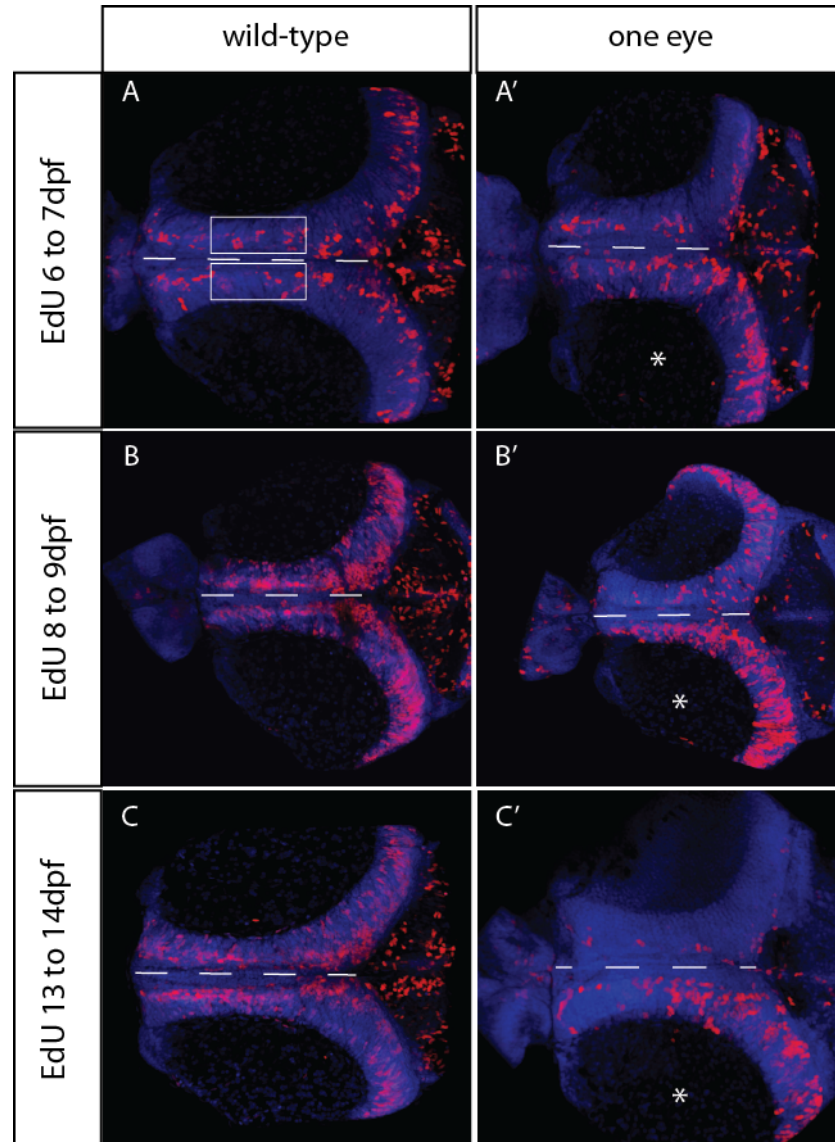 wild-type
one eye
EdU 6 to 7dpf
A
A'
*
EdU 8 to 9dpf
B
B'
*
EdU 13 to 14dpf
C
C'
*